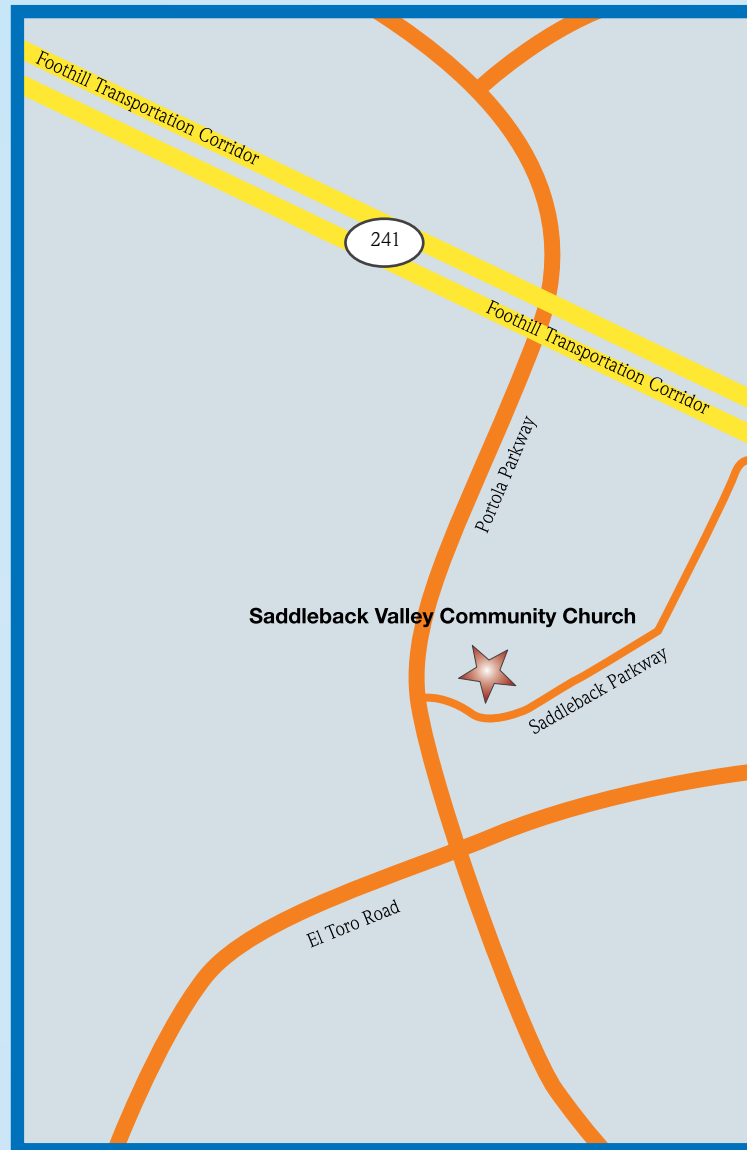 Foothill Transportation Corridor
241
Foothill Transportation Corridor
Portola Parkway
Saddleback Valley Community Church
Saddleback Parkway
El Toro Road